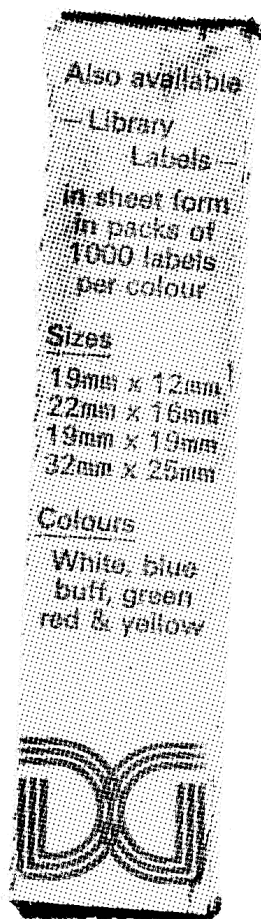 Also available
— Library
Labels —
in sheet form
in packs of
1000 labels
per colour
Sizes
19mm x 12mm
22mm x 16mm
19mm x 19mm
32mm x 25mm
Colours
White, blue
buff, green
red & yellow